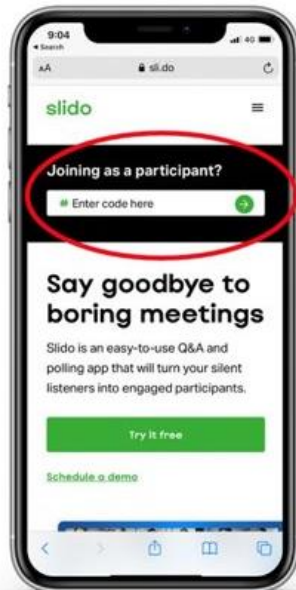 9:04
Search
4G
AA
sli.do
slido
Joining as a participant?
# Enter code here
Say goodbye to
boring meetings
Slido is an easy-to-use Q&A and
polling app that will turn your silent
listeners into engaged participants.
Try it free
Schedule a demo